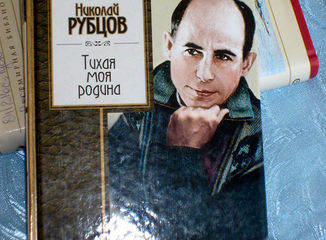 Николай
РУБЦОВ
Тихая
моя
родина